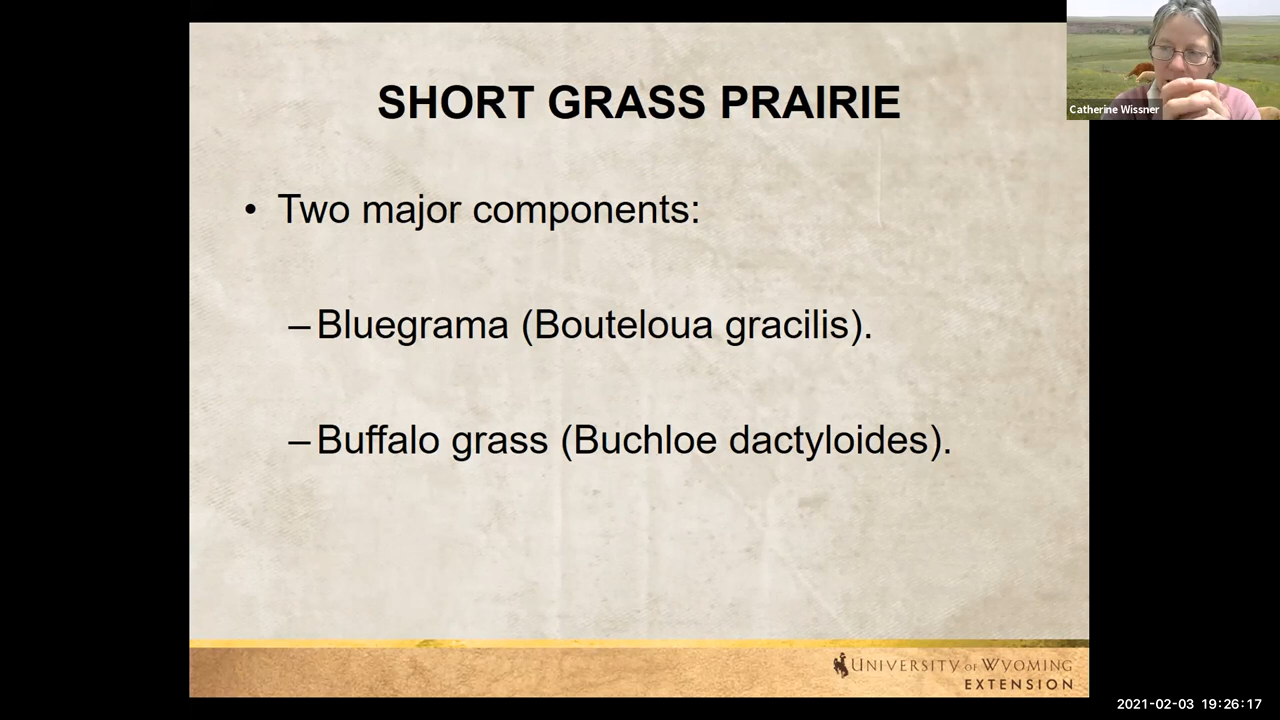 SHORT GRASS PRAIRIE
Catherine Wissner
• Two major components:
– Bluegrama (Bouteloua gracilis).
– Buffalo grass (Buchloe dactyloides).
UNIVERSITY OF WYOMING
EXTENSION
2021-02-03 19:26:17